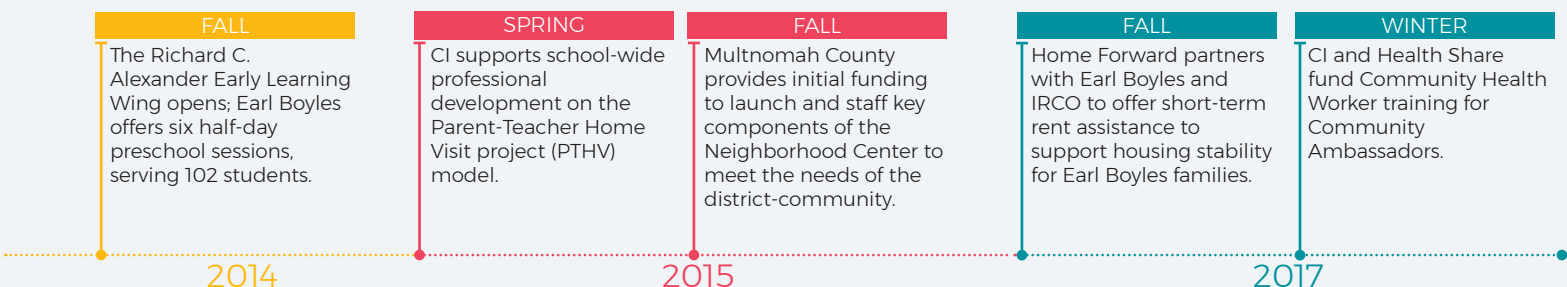 FALL
The Richard C.
Alexander Early Learning
Wing opens; Earl Boyles
offers six half-day
preschool sessions,
serving 102 students.
SPRING
CI supports school-wide
professional
development on the
Parent-Teacher Home
Visit project (PTHV)
model.
FALL
Multnomah County
provides initial funding
to launch and staff key
components of the
Neighborhood Center to
meet the needs of the
district-community.
FALL
Home Forward partners
with Earl Boyles and
IRCO to offer short-term
rent assistance to
support housing stability
for Earl Boyles families.
WINTER
CI and Health Share
fund Community Health
Worker training for
Community
Ambassadors.
2014
2015
2017